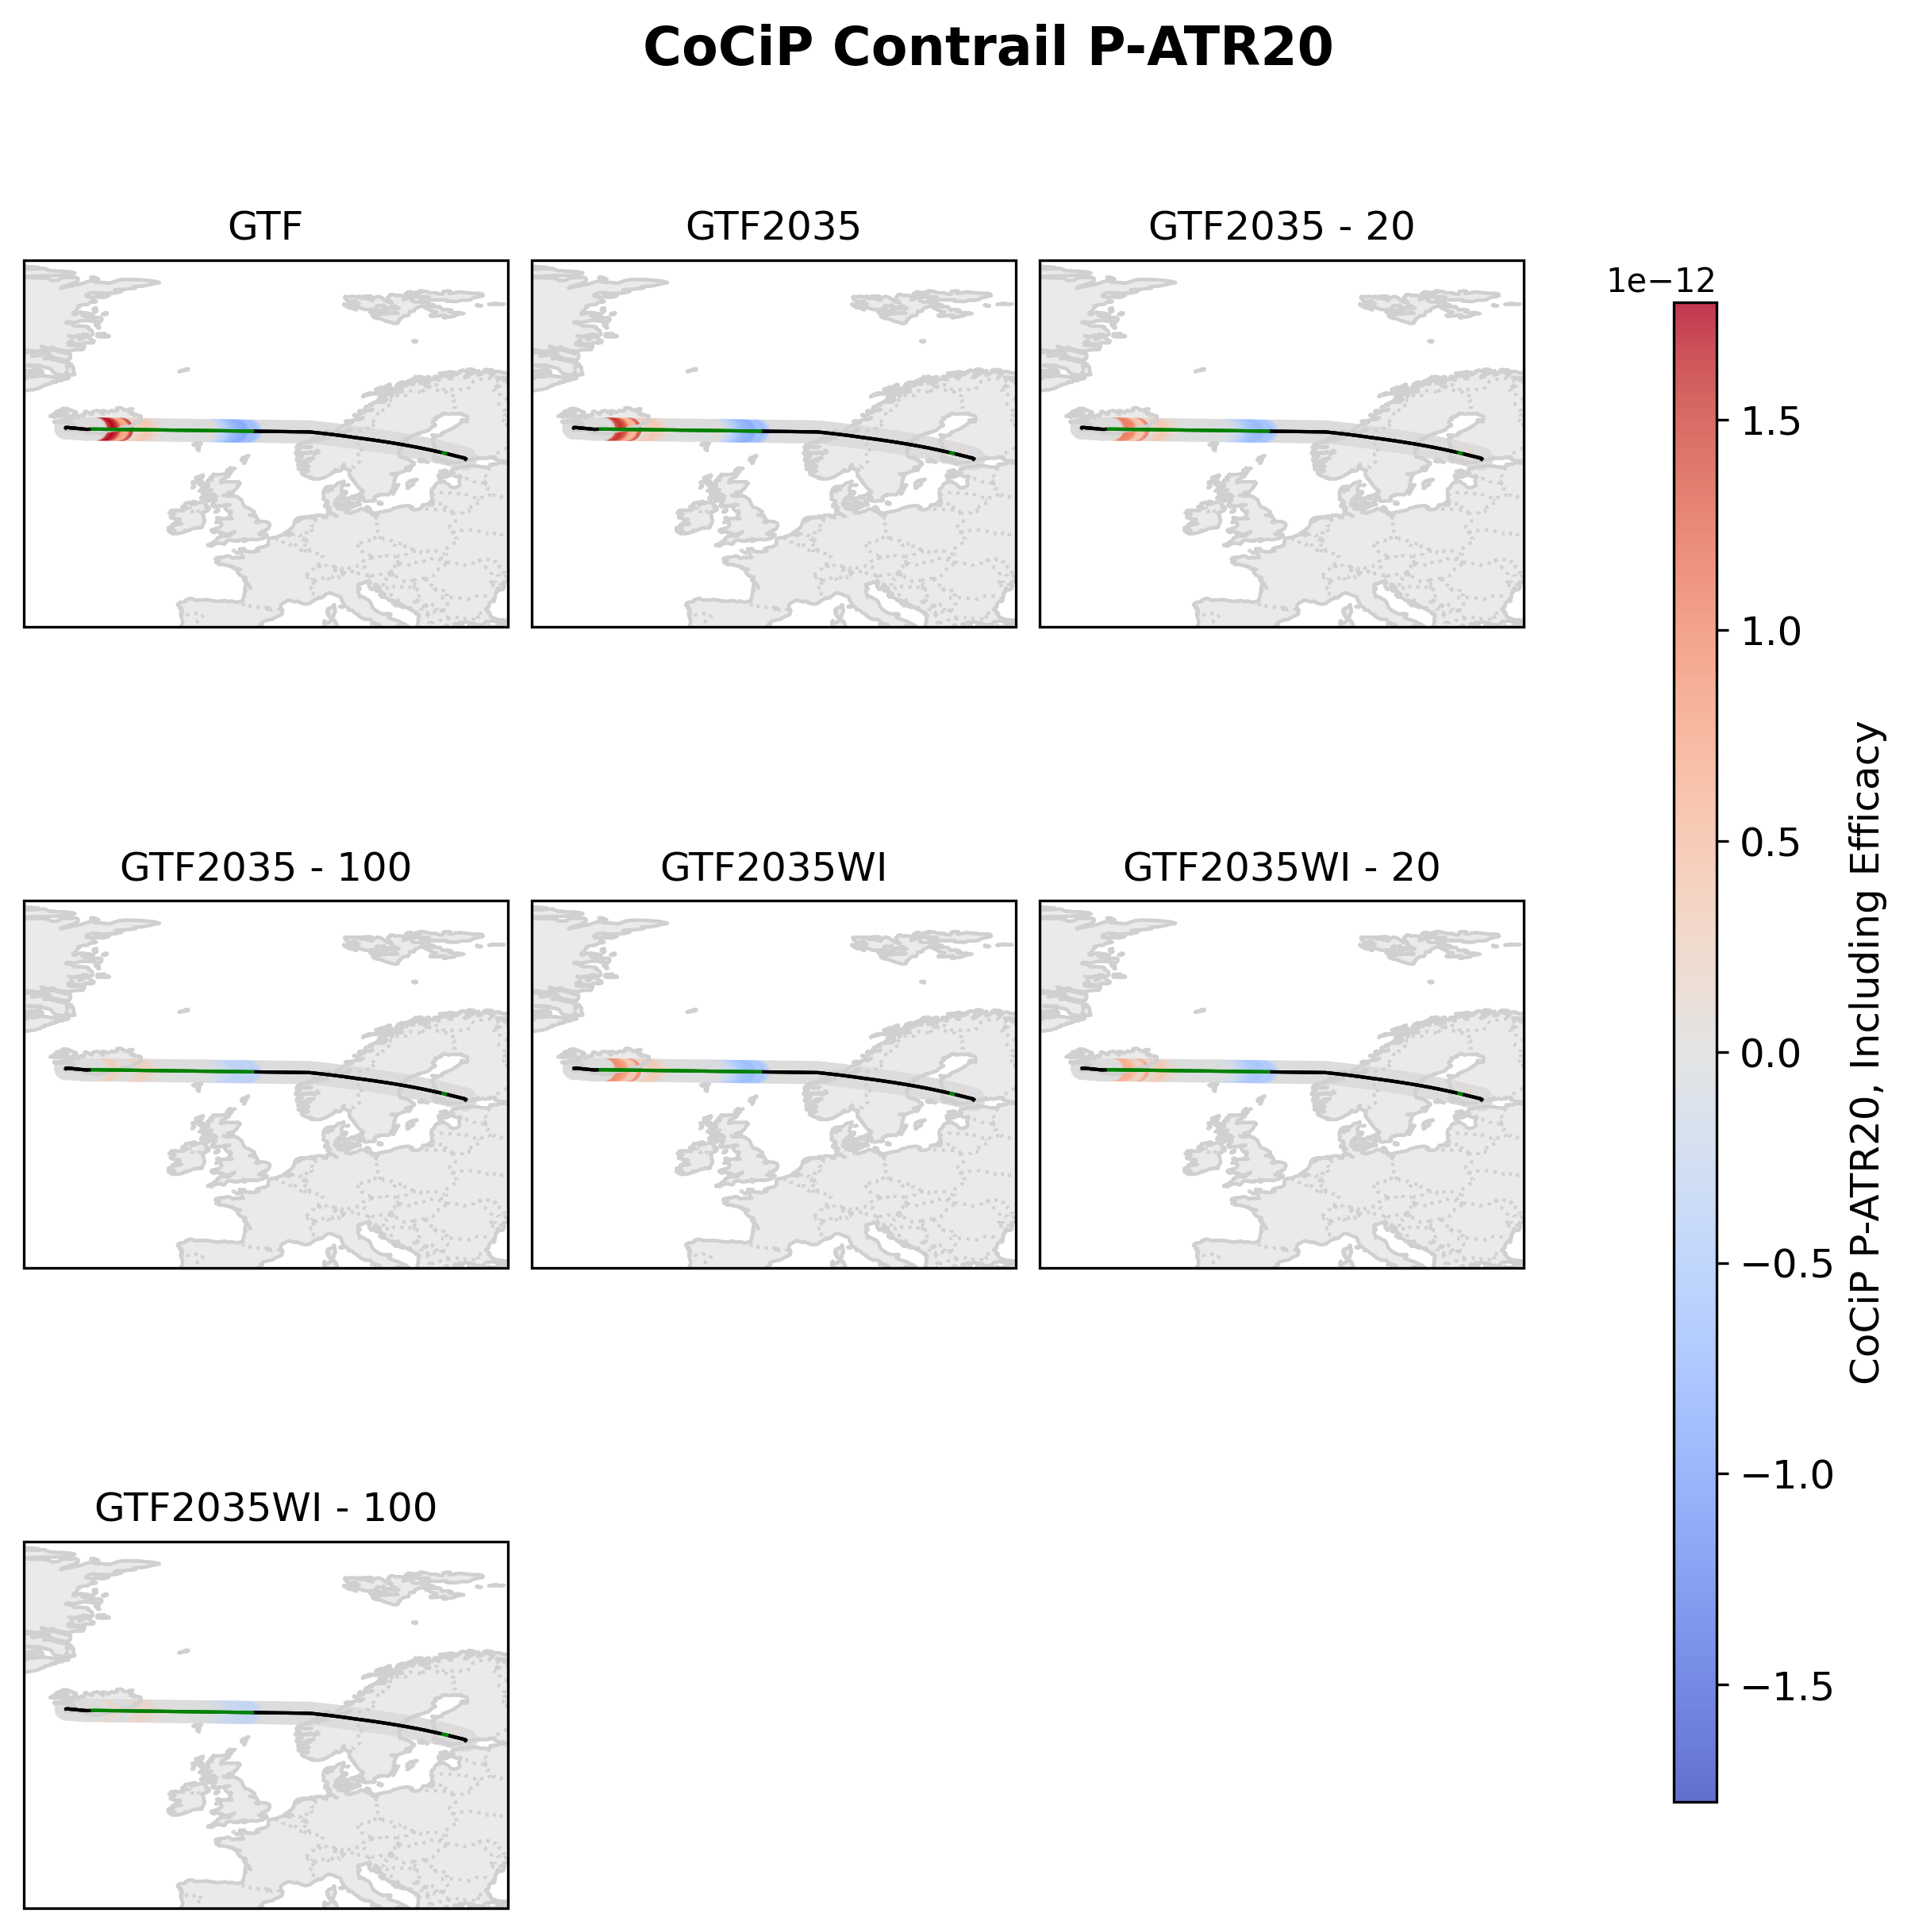 CoCiP Contrail P-ATR20
GTF
GTF2035
GTF2035 - 20
1e−12
1.5
1.0
0.5
0.0
−0.5
−1.0
−1.5
CoCiP P-ATR20, Including Efficacy
GTF2035 - 100
GTF2035WI
GTF2035WI - 20
GTF2035WI - 100